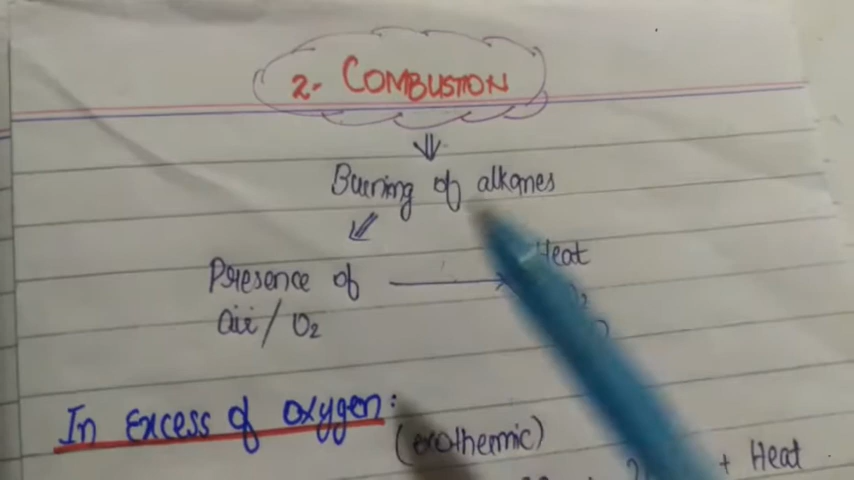 2. COMBUSTION
Burning of alkanes
Presence of
air/O2
Heat
In Excess of oxygen:
(exothermic)
+ Heat